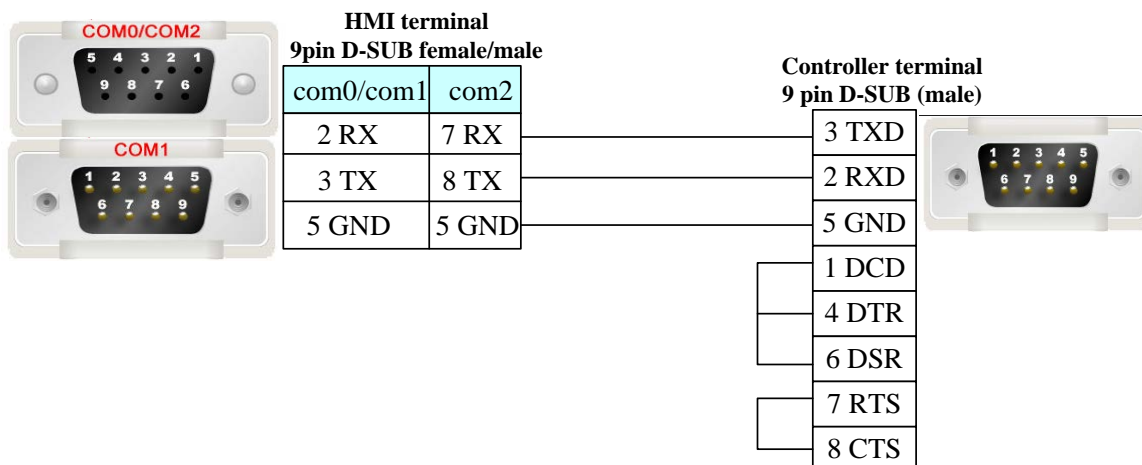 COM0/COM2
5 4 3 2 1
9 8 7 6
COM1
1 2 3 4 5
6 7 8 9
HMI terminal
9pin D-SUB female/male
com0/com1 com2
2 RX 7 RX
3 TX 8 TX
5 GND 5 GND
Controller terminal
9 pin D-SUB (male)
3 TXD
2 RXD
5 GND
1 DCD
4 DTR
6 DSR
7 RTS
8 CTS
1 2 3 4 5
6 7 8 9